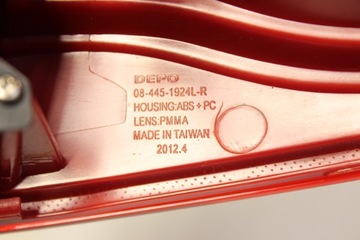 DEPO
08-445-1924L-R
HOUSING:ABS+PC
LENS:PMMA
MADE IN TAIWAN
2012.4